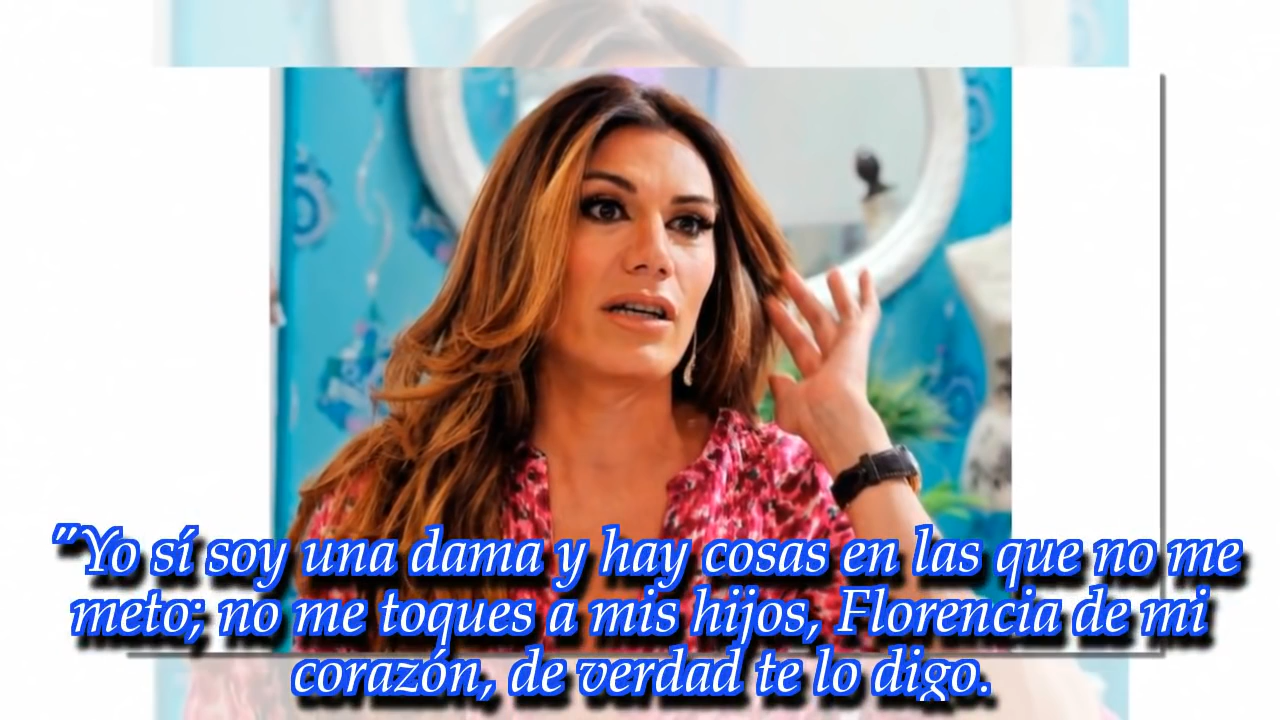 "Yo sí soy una dama y hay cosas en las que no me
meto; no me toques a mis hijos, Florencia de mi
corazón, de verdad te lo digo.